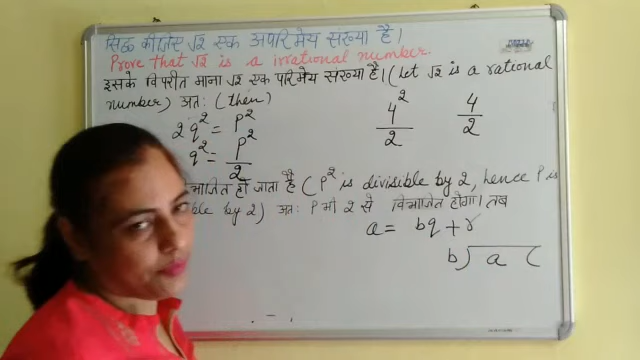 सिद्ध कीजिए √2 एक अपरिमेय संख्या है।
Prove that √2 is a irrational number.
इसके विपरीत माना √2 एक परिमेय संख्या है। (Let √2 is a rational
number) अतः (then)
2q² = p²
q² = p²/2
4²/2
4/2
विभाजित हो जाता है (p² is divisible by 2, hence p is
by 2) अतः p भी 2 से विभाजित होगा। तब
a = bq + r
b) a (